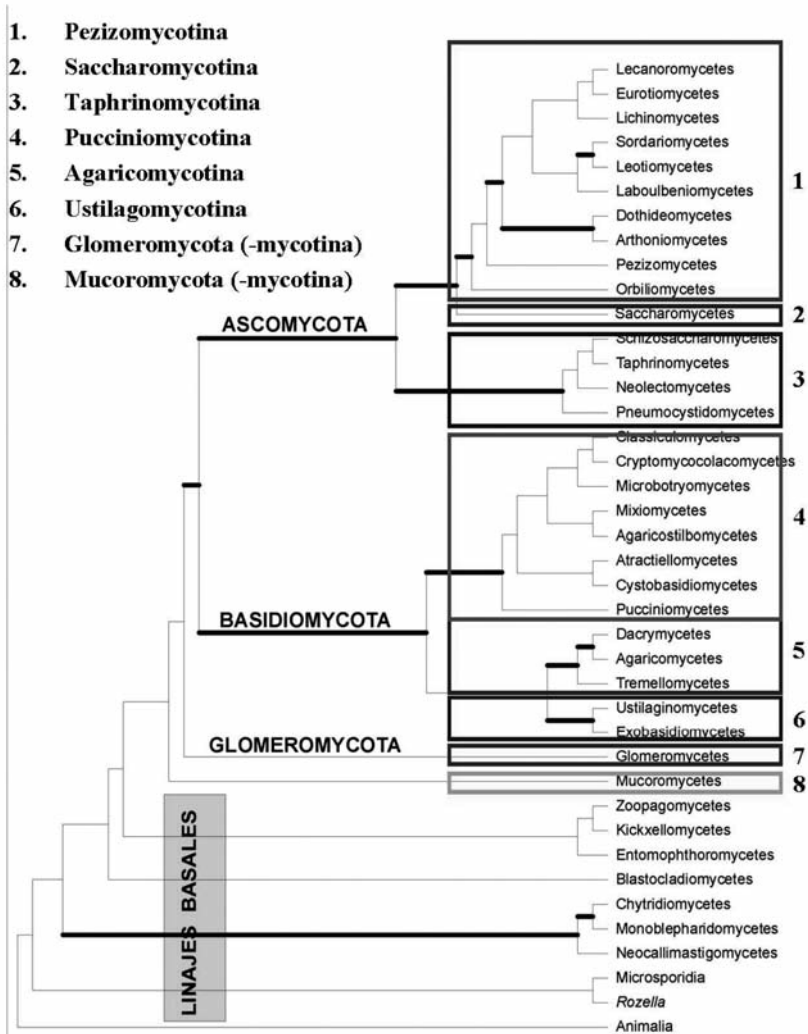 1. Pezizomycotina
2. Saccharomycotina
3. Taphrinomycotina
4. Pucciniomycotina
5. Agaricomycotina
6. Ustilagomycotina
7. Glomeromycota (-mycotina)
8. Mucoromycota (-mycotina)
Lecanoromycetes
Eurotiomycetes
Lichinomycetes
Sordariomycetes
Leotiomycetes
Laboulbeniomycetes
Dothideomycetes
Arthoniomycetes
Pezizomycetes
Orbiliomycetes
1
Saccharomycetes
2
ASCOMYCOTA
Schizosaccharomycetes
Taphrinomycetes
Neolectomycetes
Pneumocystidomycetes
3
Classiculomycetes
Cryptomycocolacomycetes
Microbotryomycetes
Mixiomycetes
Agaricostilbomycetes
Atractiellomycetes
Cystobasidiomycetes
Pucciniomycetes
4
BASIDIOMYCOTA
Dacrymycetes
Agaricomycetes
Tremellomycetes
5
Ustilaginomycetes
Exobasidiomycetes
6
GLOMEROMYCOTA
Glomeromycetes
7
Mucoromycetes
8
LINAJES BASALES
Zoopagomycetes
Kickxellomycetes
Entomophthoromycetes
Blastocladiomycetes
Chytridiomycetes
Monoblepharidomycetes
Neocallimastigomycetes
Microsporidia
Rozella
Animalia